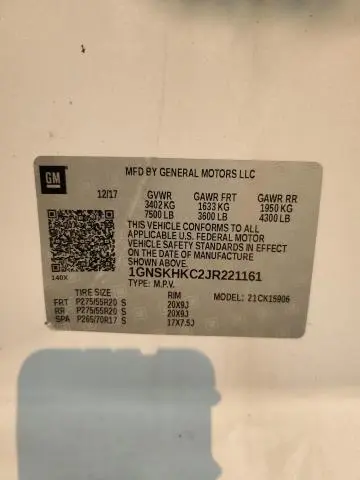 GM
MFD BY GENERAL MOTORS LLC
12/17 GVWR GAWR FRT GAWR RR
3402 KG 1633 KG 1950 KG
7500 LB 3600 LB 4300 LB
THIS VEHICLE CONFORMS TO ALL
APPLICABLE U.S. FEDERAL MOTOR
VEHICLE SAFETY STANDARDS IN EFFECT
ON THE DATE OF MANUFACTURE
SHOWN ABOVE.
1GNSKHKC2JR221161
140X TYPE: M.P.V.
TIRE SIZE RIM MODEL: 21CK15906
FRT P275/55R20 S 20X9J
RR P275/55R20 S 20X9J
SPA P265/70R17 S 17X7.5J